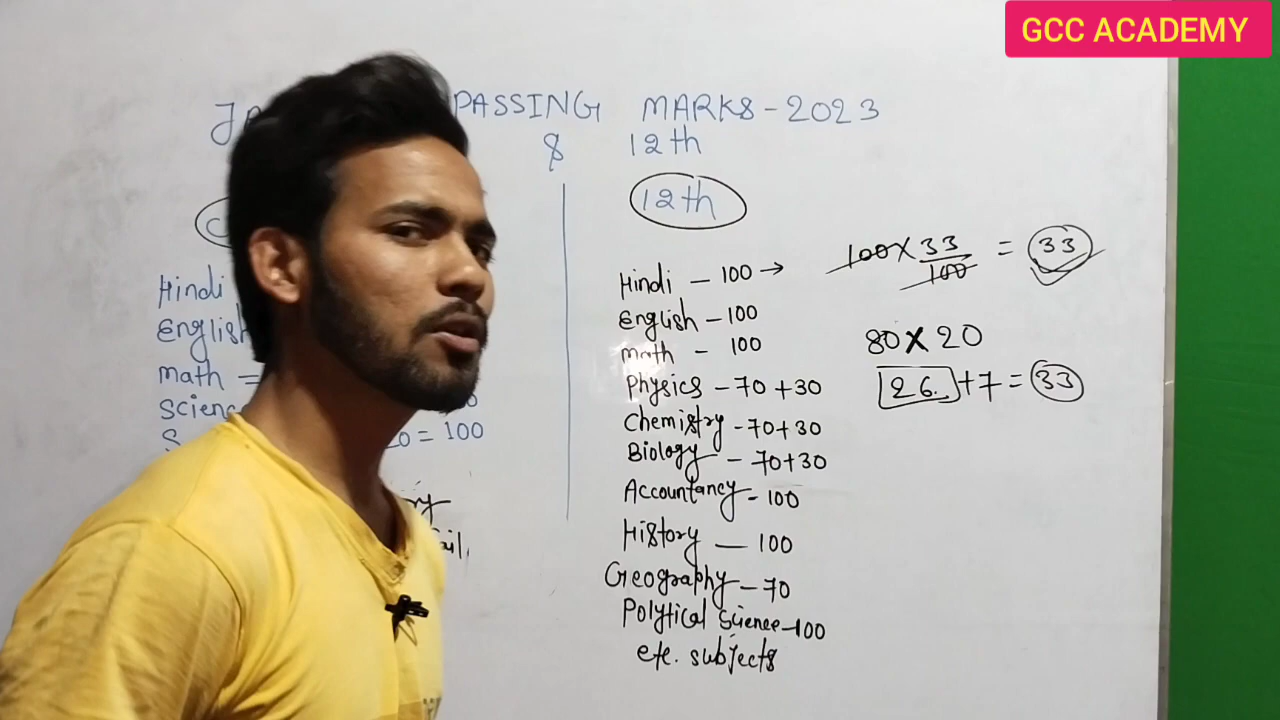 GCC ACADEMY
PASSING MARKS-2023
& 12th
12th
Hindi
English
math =
Scienc
20 = 100
Hindi - 100 →
English - 100
math - 100
Physics - 70 + 30
Chemistry - 70+30
Biology - 70+30
Accountancy - 100
History - 100
Geography - 70
Polytical Science - 100
etc. subjects
100 × 33/100 = 33
80 × 20
26. + 7 = 33